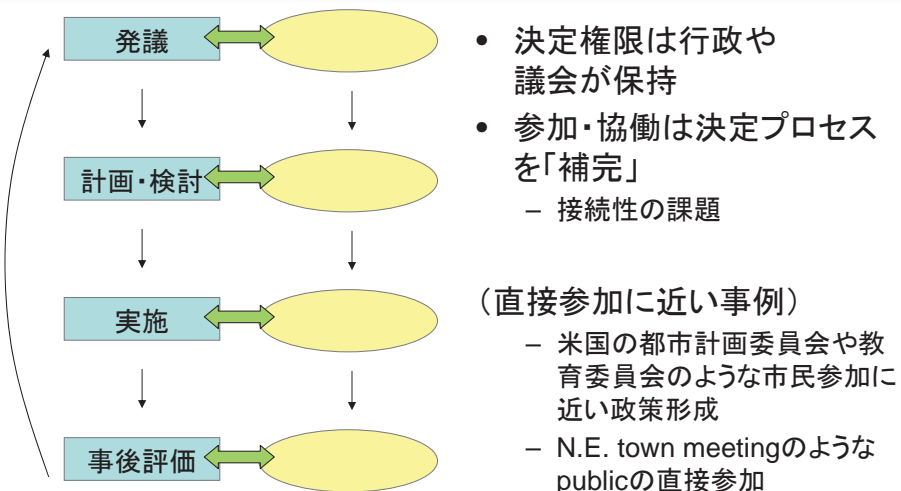 発議
計画・検討
実施
事後評価
• 決定権限は行政や
議会が保持
• 参加・協働は決定プロセス
を「補完」
– 接続性の課題
（直接参加に近い事例）
– 米国の都市計画委員会や教
育委員会のような市民参加に
近い政策形成
– N.E. town meetingのような
publicの直接参加